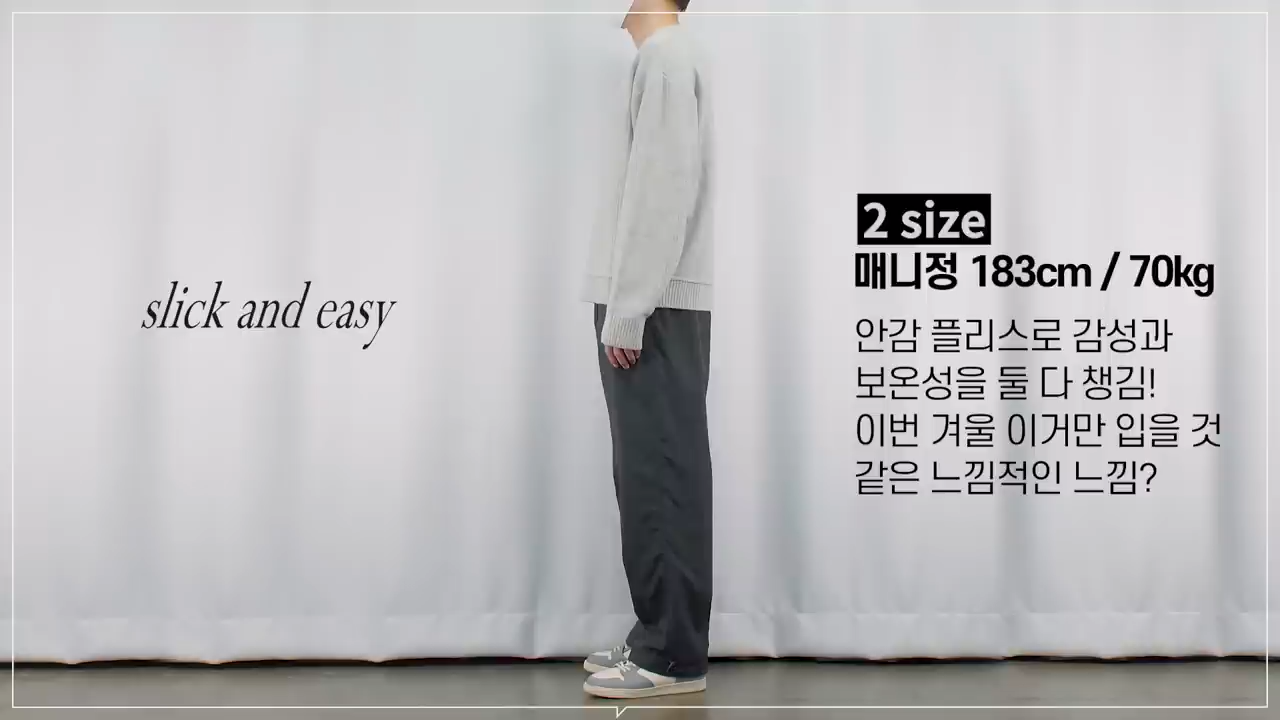 slick and easy
2 size
매니정 183cm / 70kg
안감 플리스로 감성과
보온성을 둘 다 챙김!
이번 겨울 이거만 입을 것
같은 느낌적인 느낌?